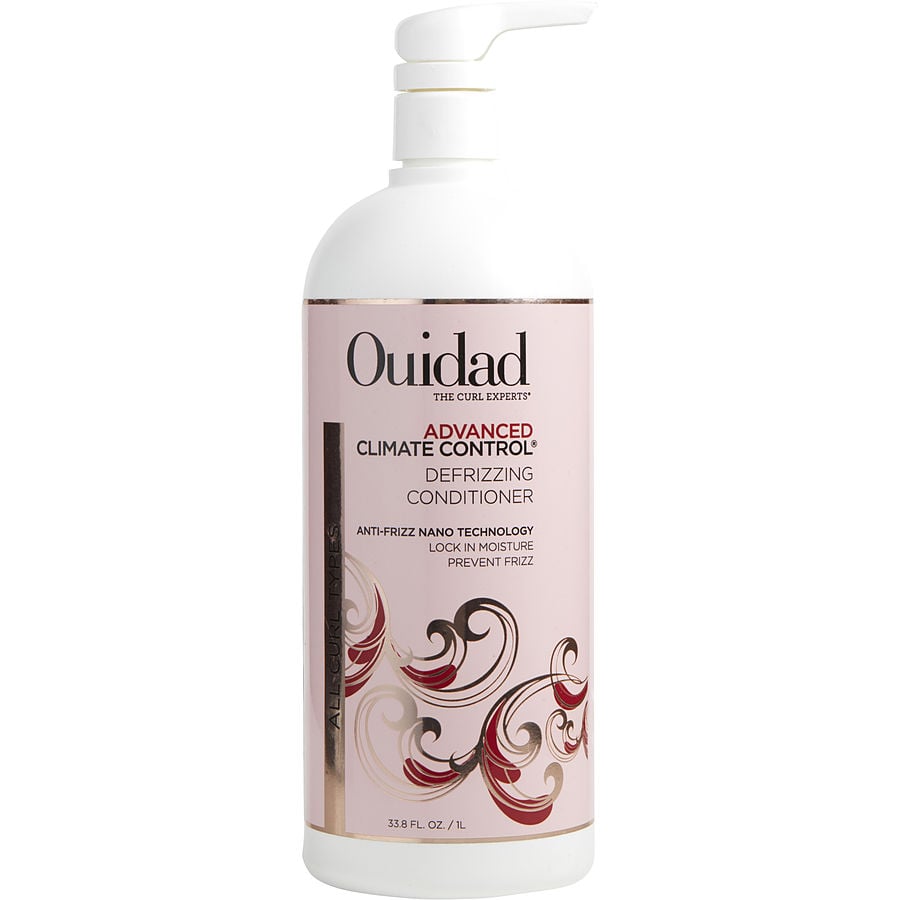 Ouidad
THE CURL EXPERTS®
ADVANCED
CLIMATE CONTROL®
DEFRIZZING
CONDITIONER
ANTI-FRIZZ NANO TECHNOLOGY
LOCK IN MOISTURE
PREVENT FRIZZ
ALL CURL TYPES
33.8 FL. OZ. / 1L